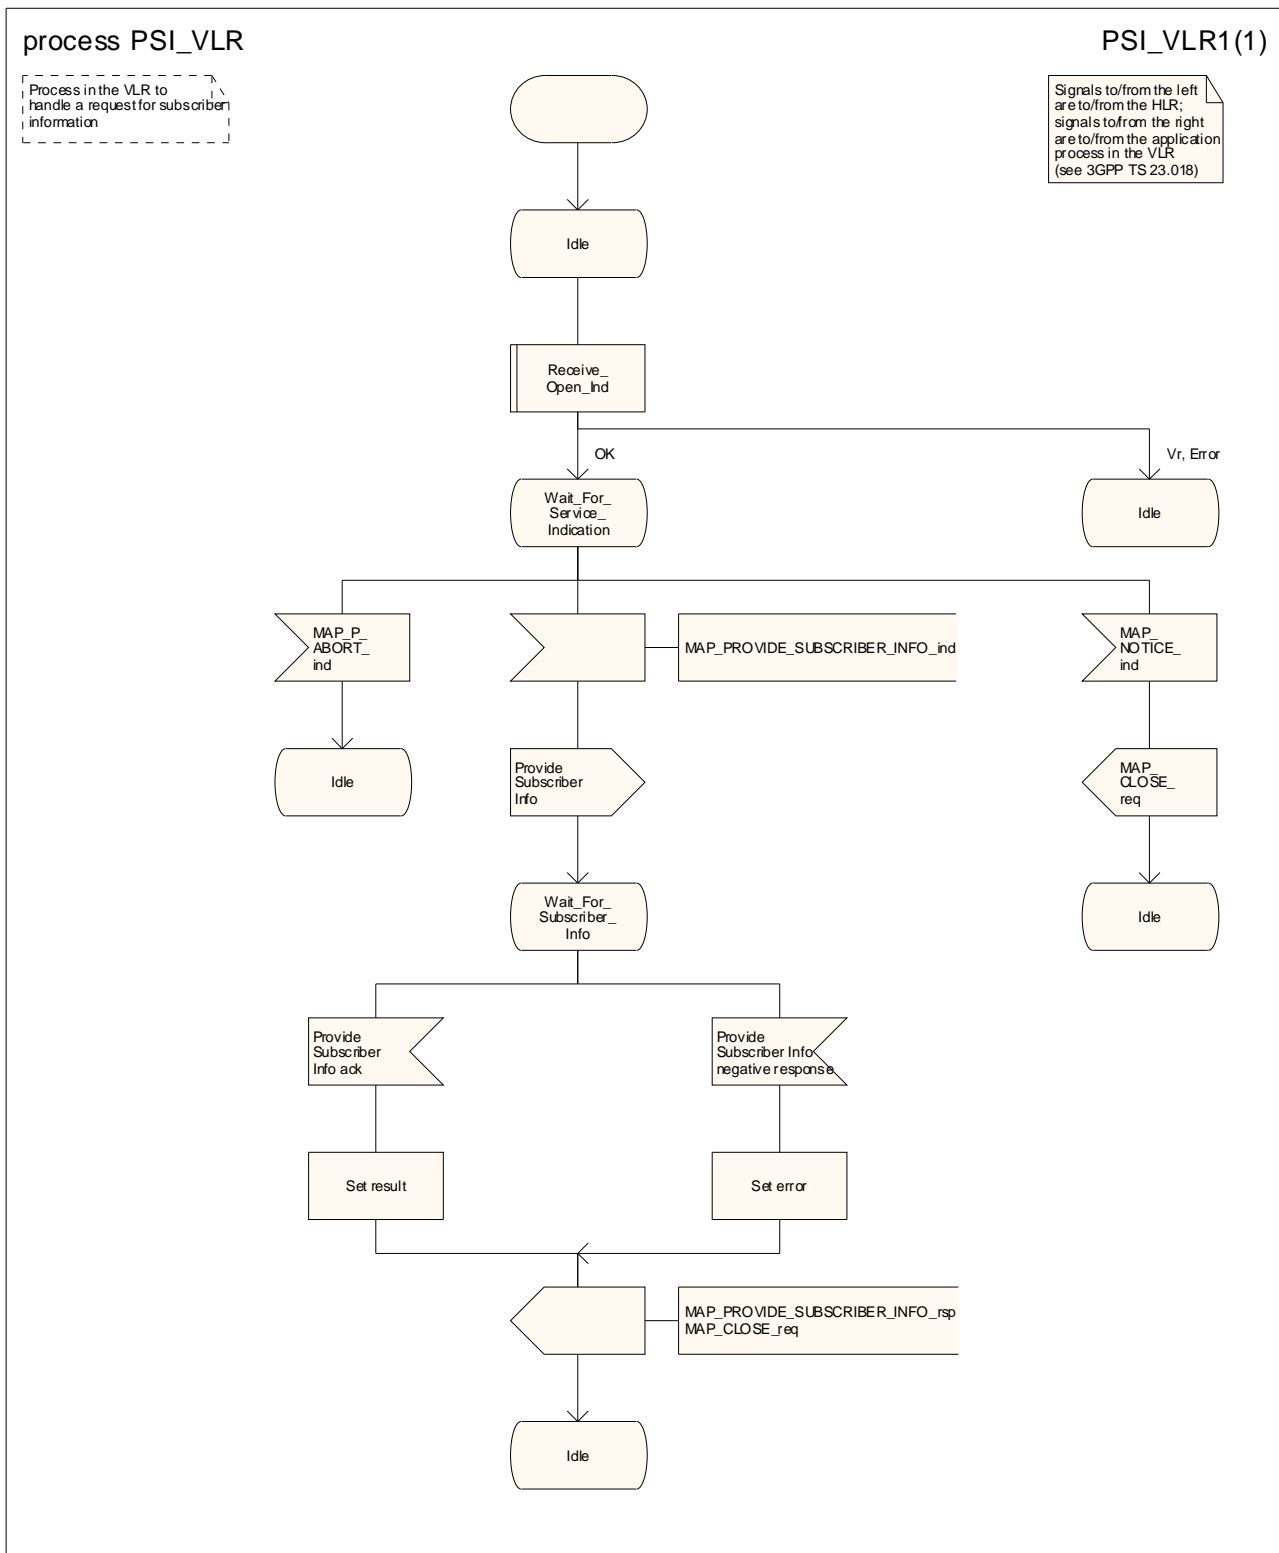 process PSI_VLR
PSI_VLR1(1)
Process in the VLR to
handle a request for subscriber
information
Signals to/from the left
are to/from the HLR;
signals to/from the right
are to/from the application
process in the VLR
(see 3GPP TS 23.018)
Idle
Receive_
Open_Ind
OK
Vr, Error
Wait_For_
Service_
Indication
Idle
MAP_P_
ABORT_
ind
MAP_PROVIDE_SUBSCRIBER_INFO_ind
MAP_
NOTICE_
ind
Idle
Provide
Subscriber
Info
MAP_
CLOSE_
req
Wait_For_
Subscriber_
Info
Idle
Provide
Subscriber
Info ack
Provide
Subscriber Info
negative response
Set result
Set error
MAP_PROVIDE_SUBSCRIBER_INFO_rsp
MAP_CLOSE_req
Idle